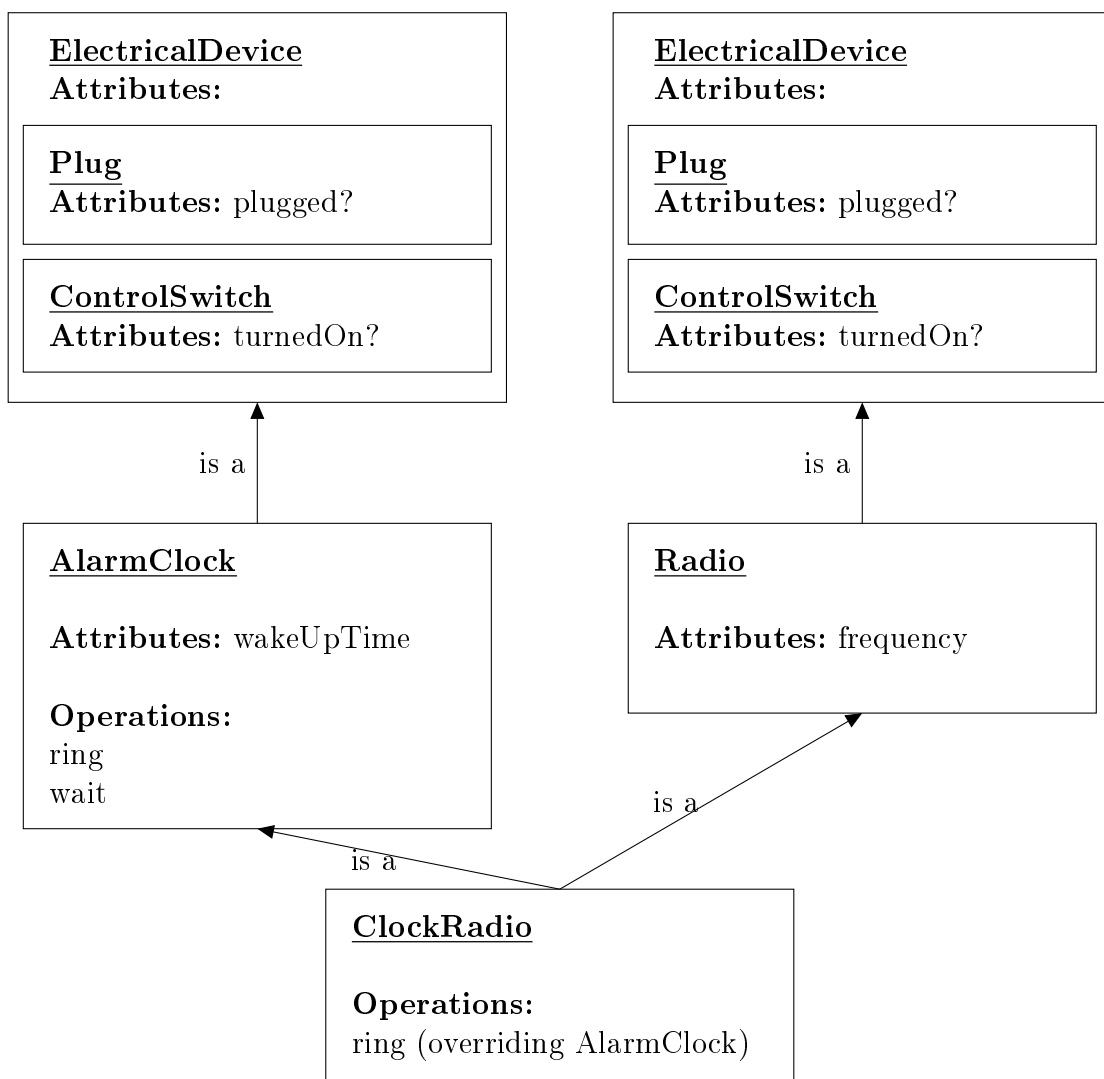 ElectricalDevice
Attributes:
Plug
Attributes: plugged?
ControlSwitch
Attributes: turnedOn?
ElectricalDevice
Attributes:
Plug
Attributes: plugged?
ControlSwitch
Attributes: turnedOn?
is a
is a
AlarmClock
Attributes: wakeUpTime
Operations:
ring
wait
Radio
Attributes: frequency
is a
is a
ClockRadio
Operations:
ring (overriding AlarmClock)